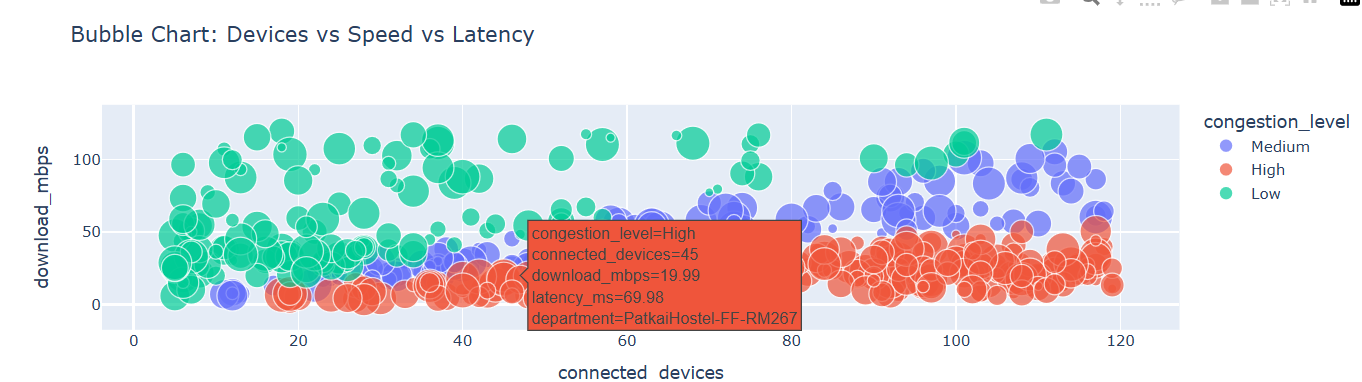 Bubble Chart: Devices vs Speed vs Latency
download_mbps
100
50
0
congestion_level
Medium
High
Low
congestion_level=High
connected_devices=45
download_mbps=19.99
latency_ms=69.98
department=PatkaiHostel-FF-RM267
0
20
40
60
80
100
120
connected_devices